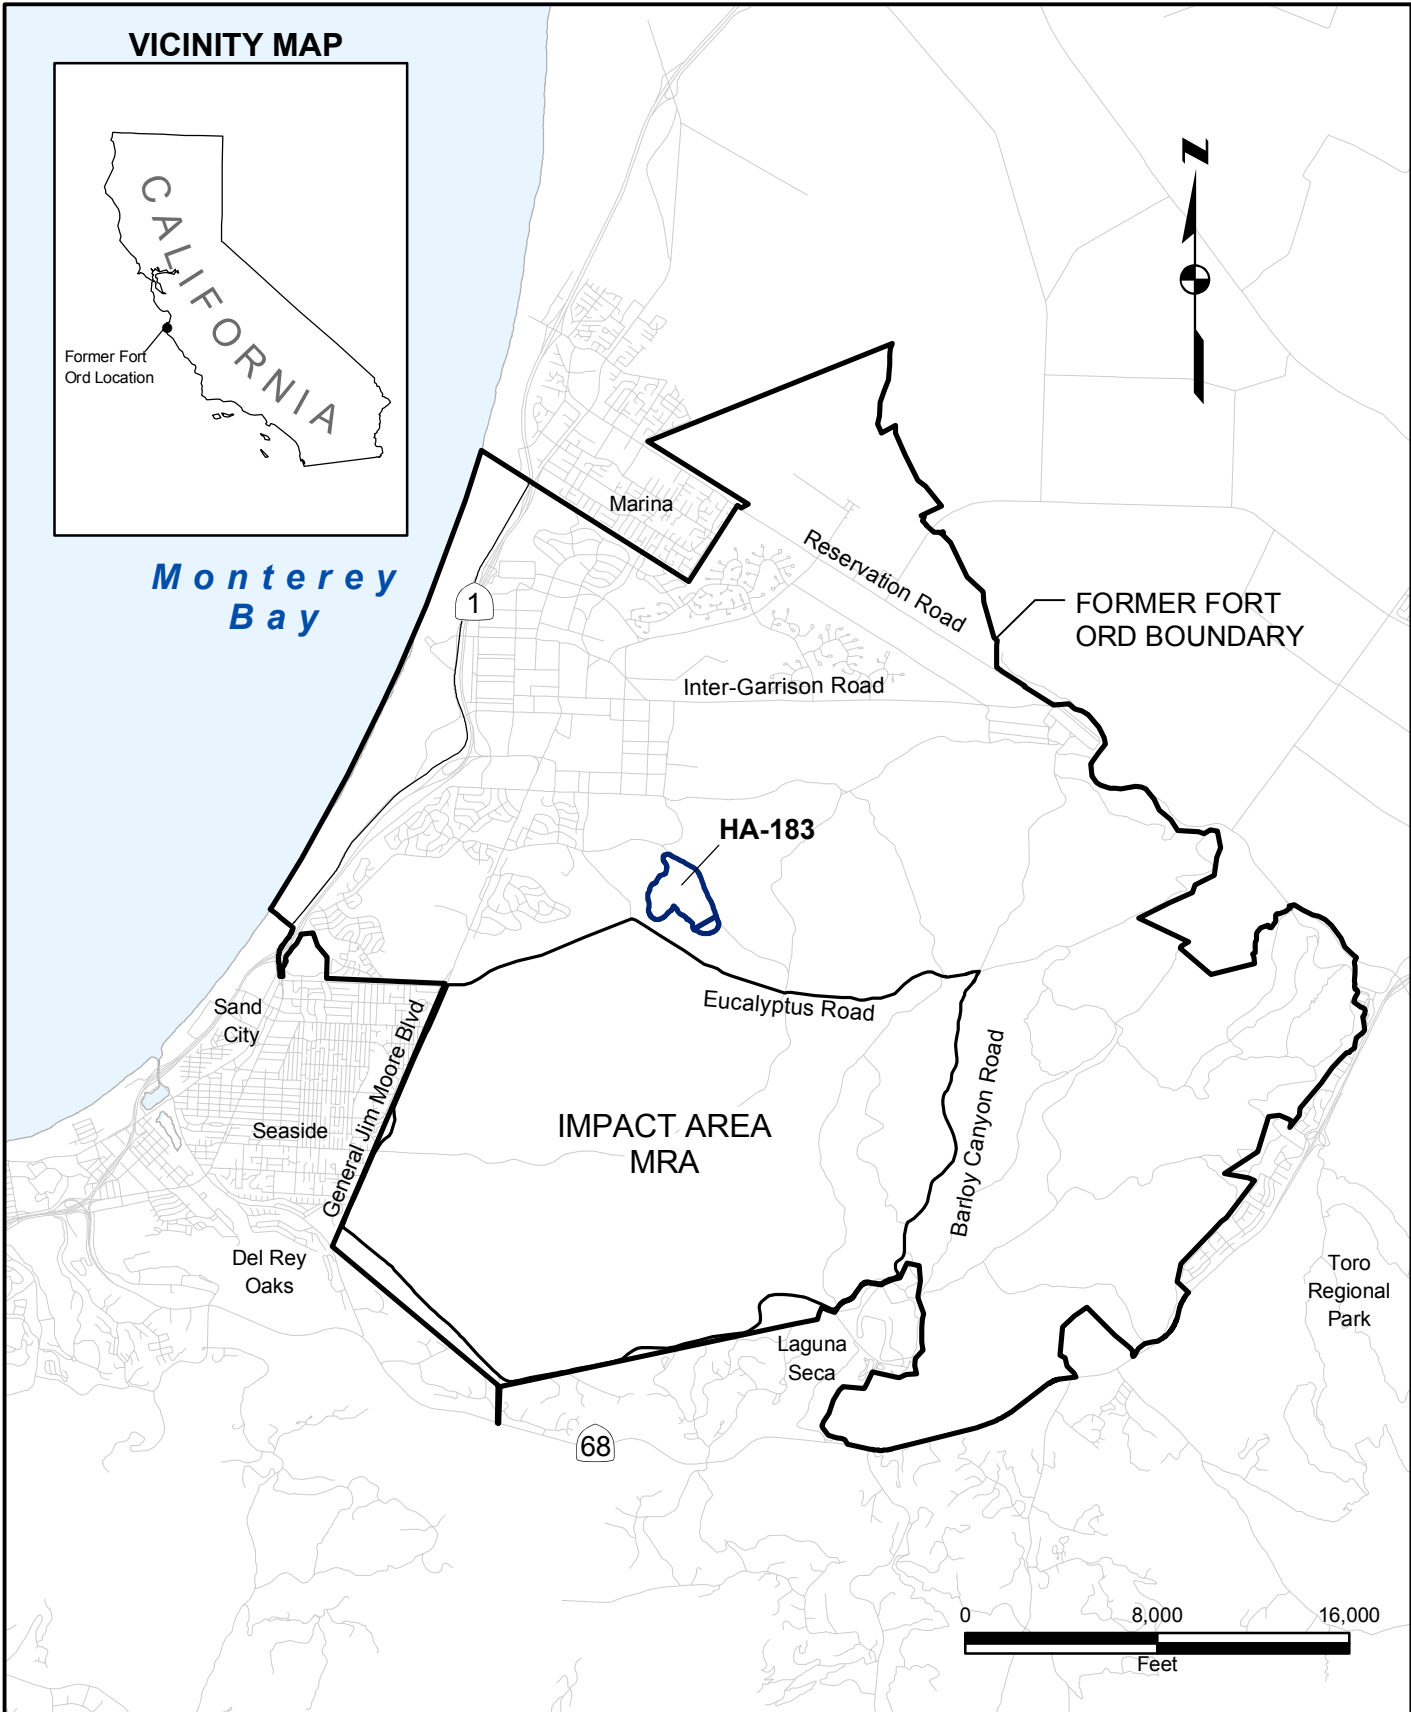 VICINITY MAP
CALIFORNIA
Former Fort
Ord Location
N
Monterey
Bay
Marina
1
Reservation Road
FORMER FORT
ORD BOUNDARY
Inter-Garrison Road
HA-183
Eucalyptus Road
Sand
City
General Jim Moore Blvd
Seaside
IMPACT AREA
MRA
Barloy Canyon Road
Del Rey
Oaks
Toro
Regional
Park
Laguna
Seca
68
0 8,000 16,000
Feet